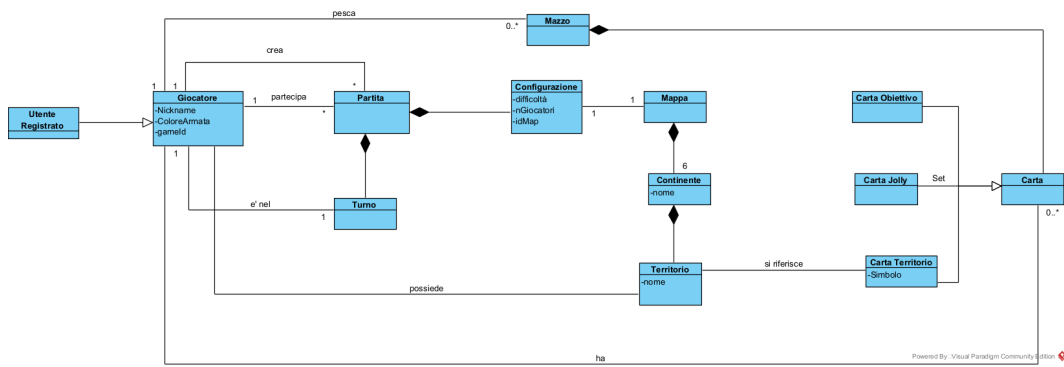 pesca
0..*
Mazzo
crea
1
1
*
Giocatore
-Nickname
-ColoreArmata
-gameId
1
partecipa
*
Partita
Configurazione
-difficoltà
-nGiocatori
-idMap
1
1
Mappa
Carta Obiettivo
Utente
Registrato
1
6
Continente
-nome
Carta Jolly
Set
Carta
0..*
e' nel
1
Turno
Territorio
-nome
si riferisce
Carta Territorio
-Simbolo
possiede
ha
Powered By Visual Paradigm Community Edition